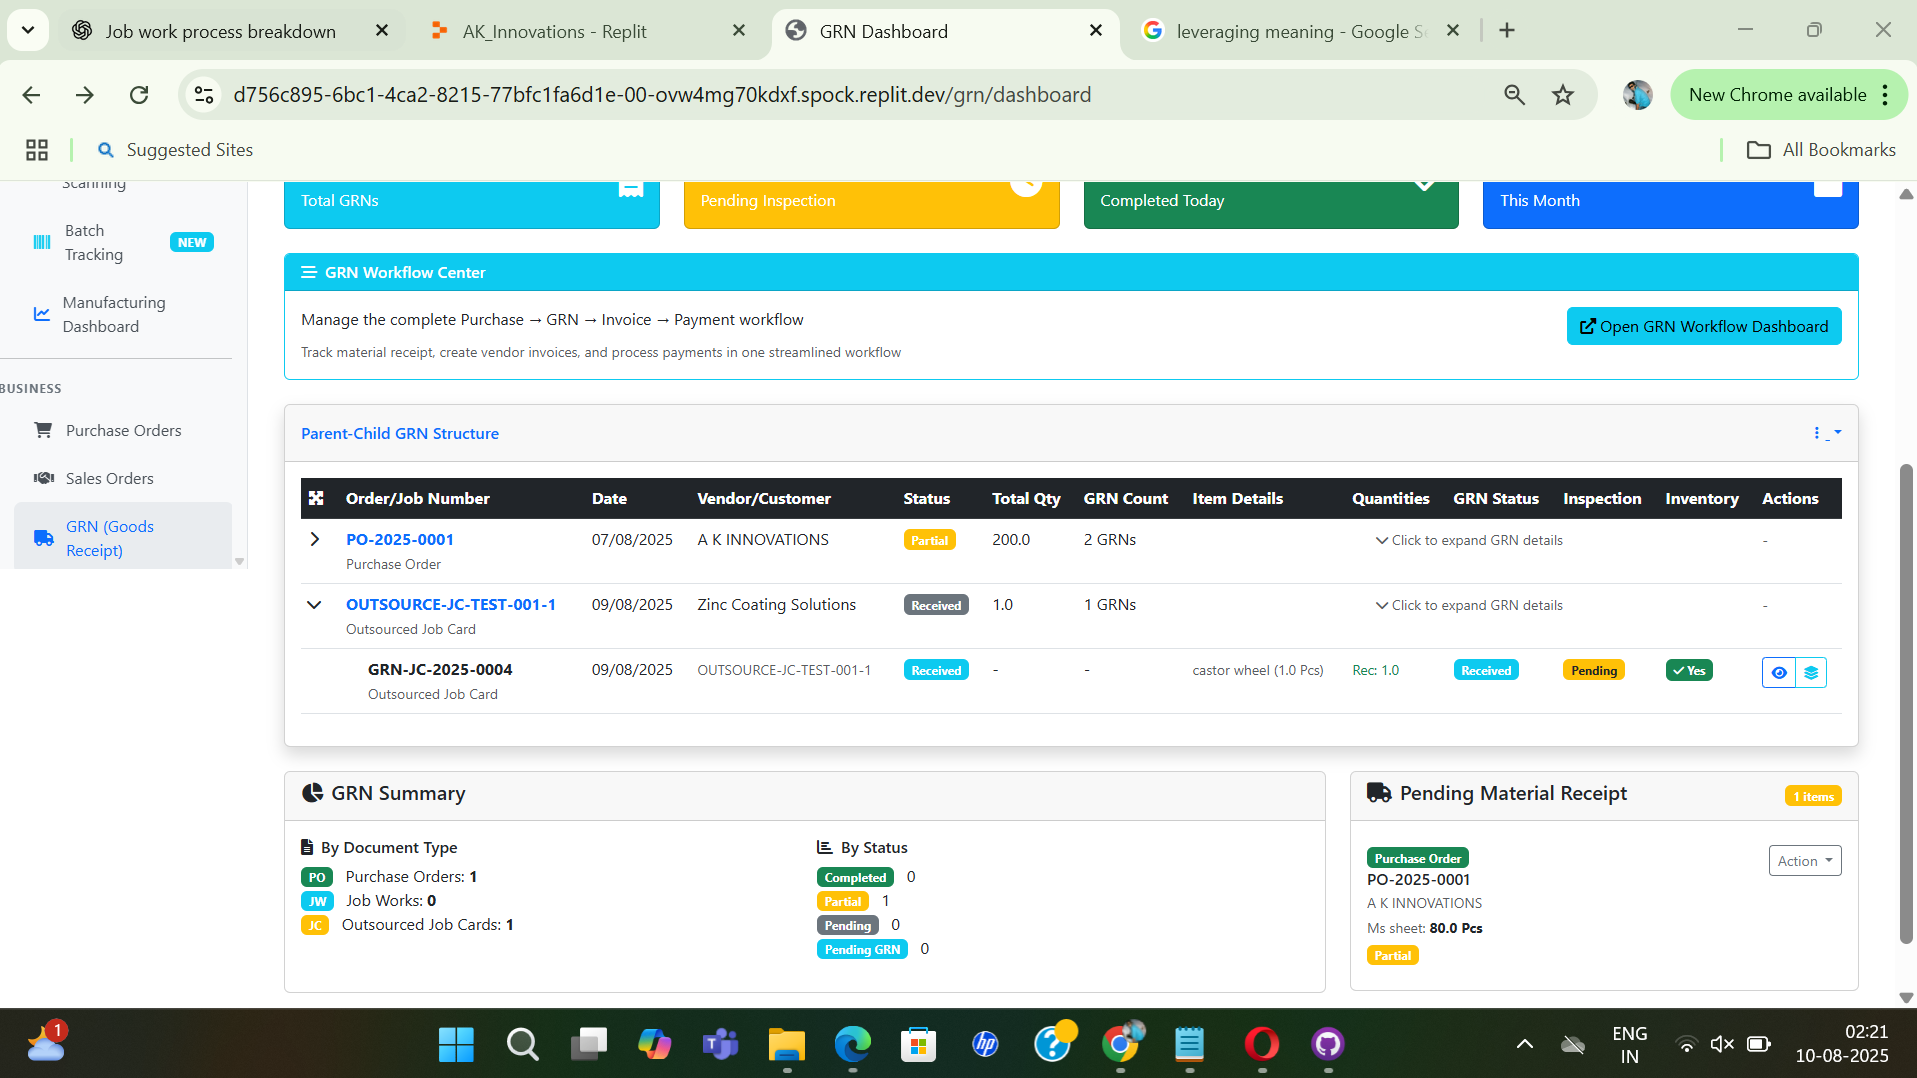 Job work process breakdown
AK_Innovations - Replit
GRN Dashboard
leveraging meaning - Google S
d756c895-6bc1-4ca2-8215-77bfc1fa6d1e-00-ovw4mg70kdxf.spock.replit.dev/grn/dashboard
New Chrome available
Suggested Sites
All Bookmarks
Scanning
Batch Tracking NEW
Manufacturing Dashboard
BUSINESS
Purchase Orders
Sales Orders
GRN (Goods Receipt)
Total GRNs
Pending Inspection
Completed Today
This Month
GRN Workflow Center
Manage the complete Purchase → GRN → Invoice → Payment workflow
Track material receipt, create vendor invoices, and process payments in one streamlined workflow
Open GRN Workflow Dashboard
Parent-Child GRN Structure
Order/Job Number Date Vendor/Customer Status Total Qty GRN Count Item Details Quantities GRN Status Inspection Inventory Actions
PO-2025-0001 07/08/2025 A K INNOVATIONS Partial 200.0 2 GRNs Click to expand GRN details -
Purchase Order
OUTSOURCE-JC-TEST-001-1 09/08/2025 Zinc Coating Solutions Received 1.0 1 GRNs Click to expand GRN details -
Outsourced Job Card
GRN-JC-2025-0004 09/08/2025 OUTSOURCE-JC-TEST-001-1 Received - - castor wheel (1.0 Pcs) Rec: 1.0 Received Pending Yes
Outsourced Job Card
GRN Summary
By Document Type
PO Purchase Orders: 1
JW Job Works: 0
JC Outsourced Job Cards: 1
By Status
Completed 0
Partial 1
Pending 0
Pending GRN 0
Pending Material Receipt 1 items
Purchase Order
Action
PO-2025-0001
A K INNOVATIONS
Ms sheet: 80.0 Pcs
Partial
1
hp
ENG
IN
02:21
10-08-2025